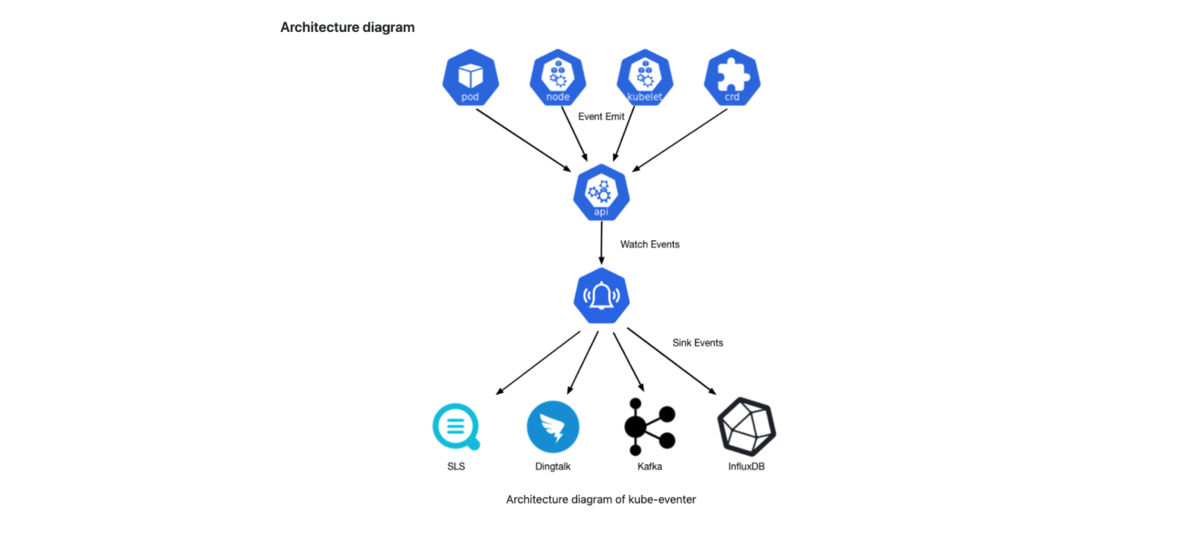 Architecture diagram
pod
node
kubelet
crd
Event Emit
api
Watch Events
Sink Events
SLS
Dingtalk
Kafka
InfluxDB
Architecture diagram of kube-eventer